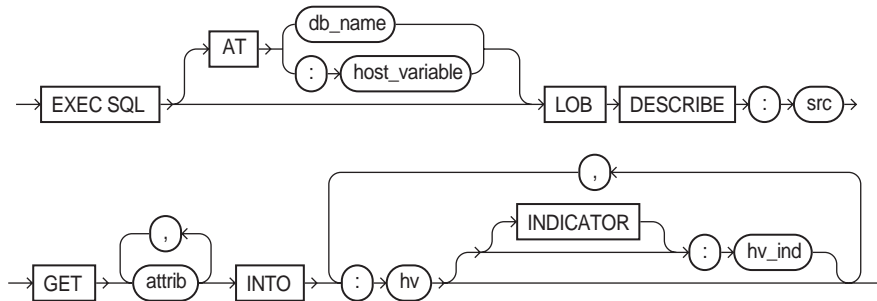 db_name
AT
: host_variable
EXEC SQL LOB DESCRIBE : src
,
INDICATOR
, : hv_ind
GET attrib INTO : hv